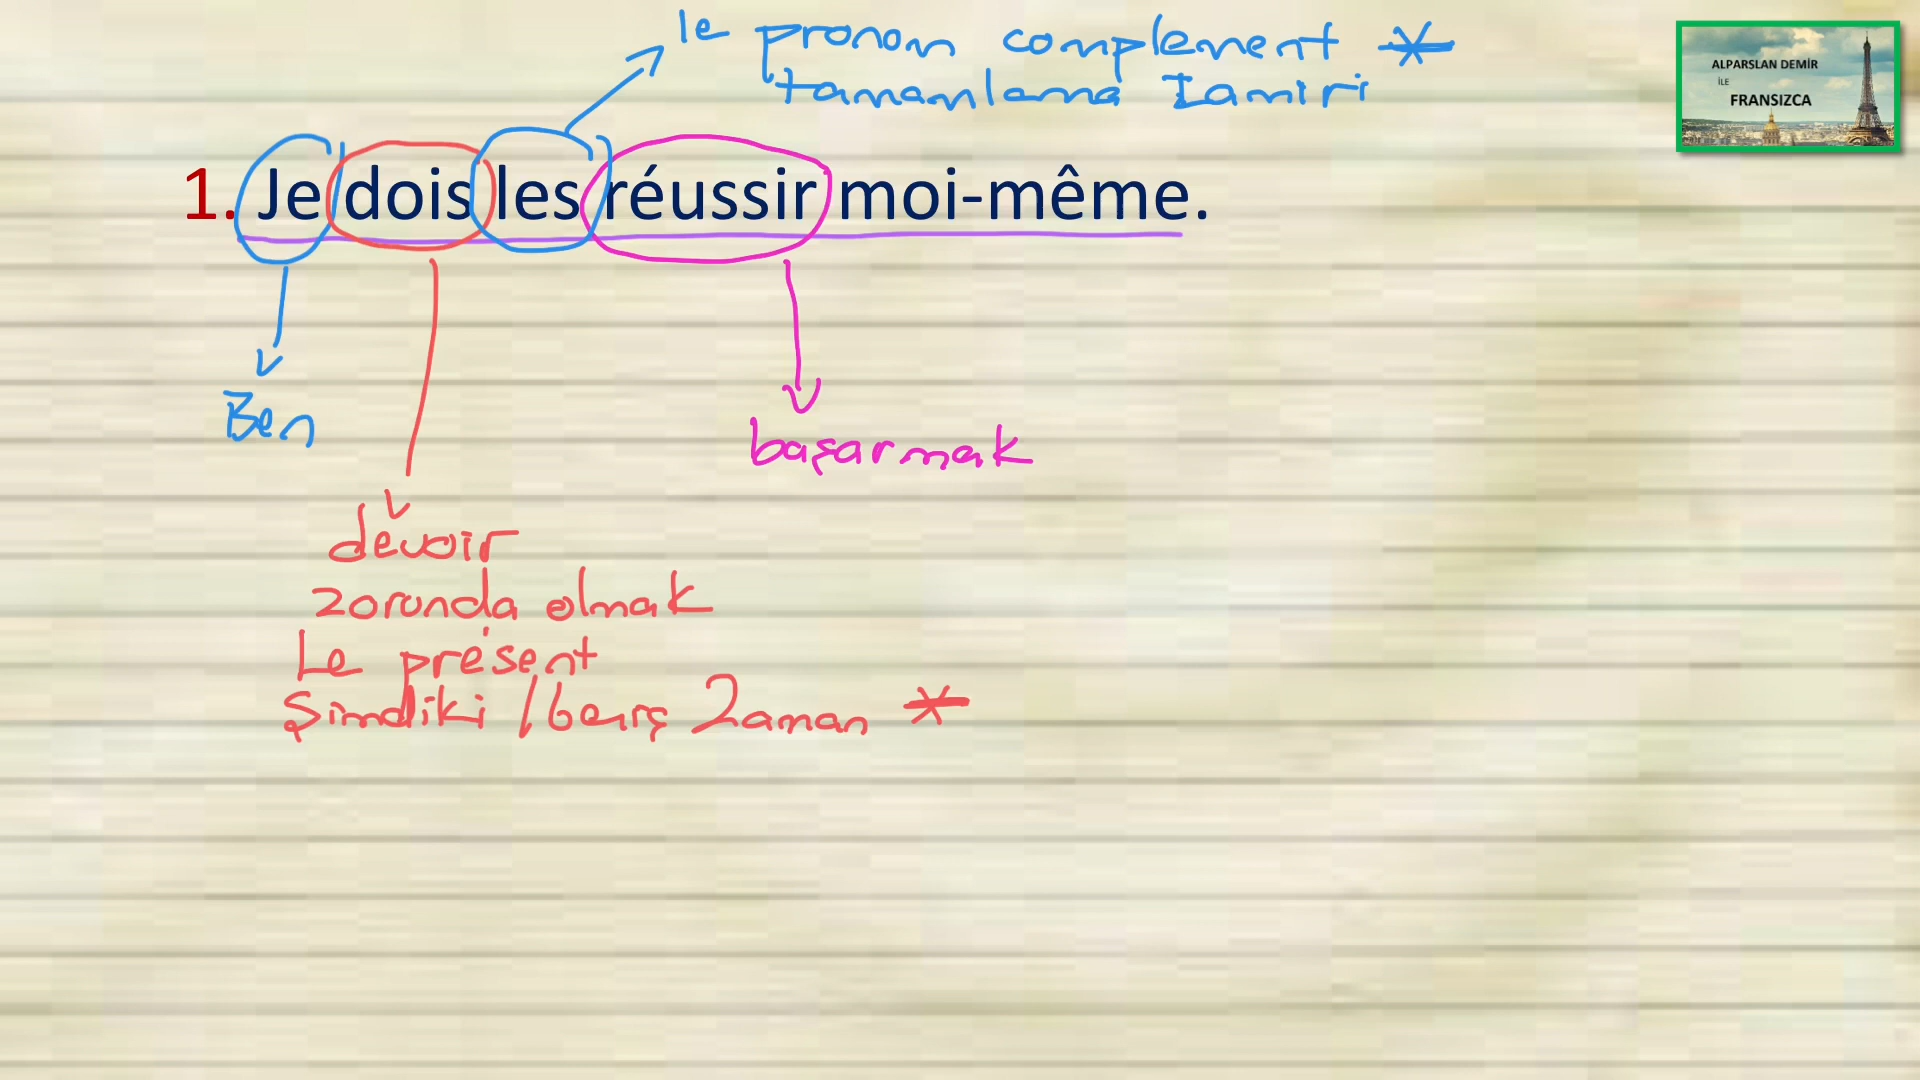 le pronom complement *
tamamlama zamiri
ALPARSLAN DEMİR
İLE
FRANSIZCA
1. Je dois les réussir moi-même.
Ben
başarmak
devoir
zorunda olmak
Le présent
Şimdiki / Geniş Zaman *